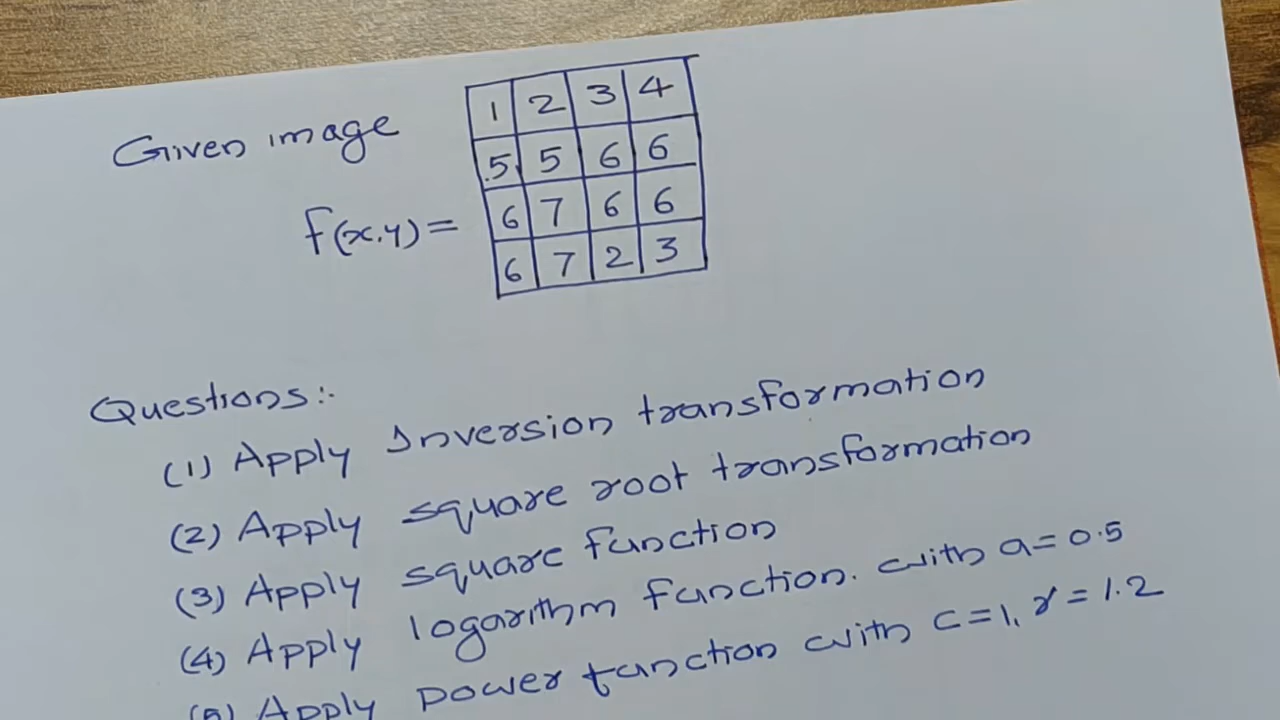 Given image
f(x,y) =
1 2 3 4
5 5 6 6
6 7 6 6
6 7 2 3
Questions:-
(1) Apply Inversion transformation
(2) Apply square root transformation
(3) Apply square function
(4) Apply logarithm function. with a=0.5
(5) Apply power function with c=1, r=1.2